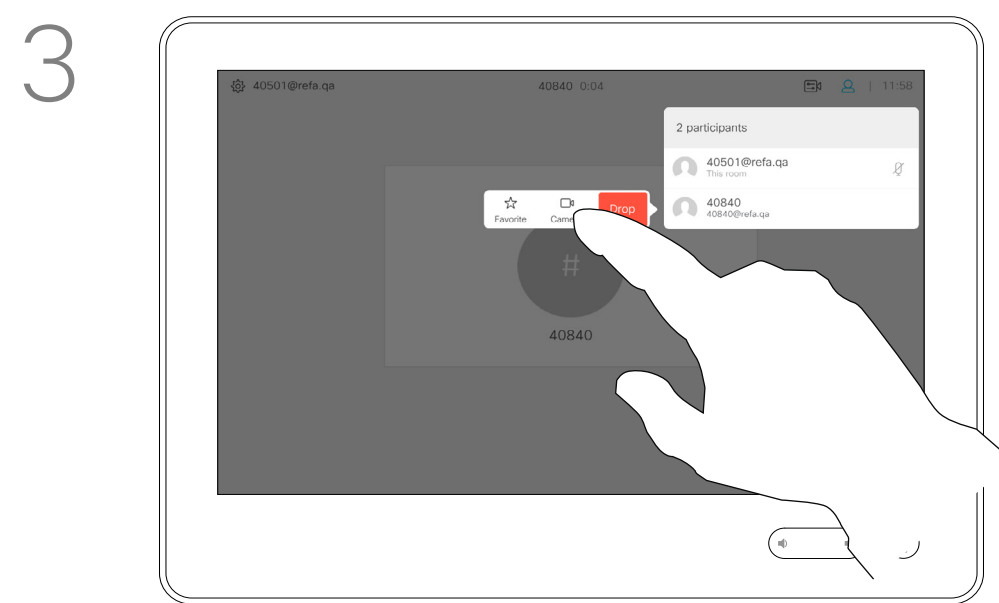 3
40501@refa.qa
40840 0:04
| 11:58
2 participants
40501@refa.qa
This room
40840
40840@refa.qa
Favorite
Drop
#
40840